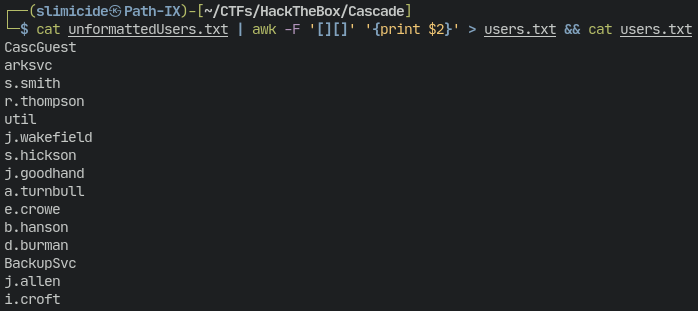 ┌──(slimicide㉿Path-IX)-[~/CTFs/HackTheBox/Cascade]
└─$ cat unformattedUsers.txt | awk -F '[][]' '{print $2}' > users.txt && cat users.txt
CascGuest
arksvc
s.smith
r.thompson
util
j.wakefield
s.hickson
j.goodhand
a.turnbull
e.crowe
b.hanson
d.burman
BackupSvc
j.allen
i.croft